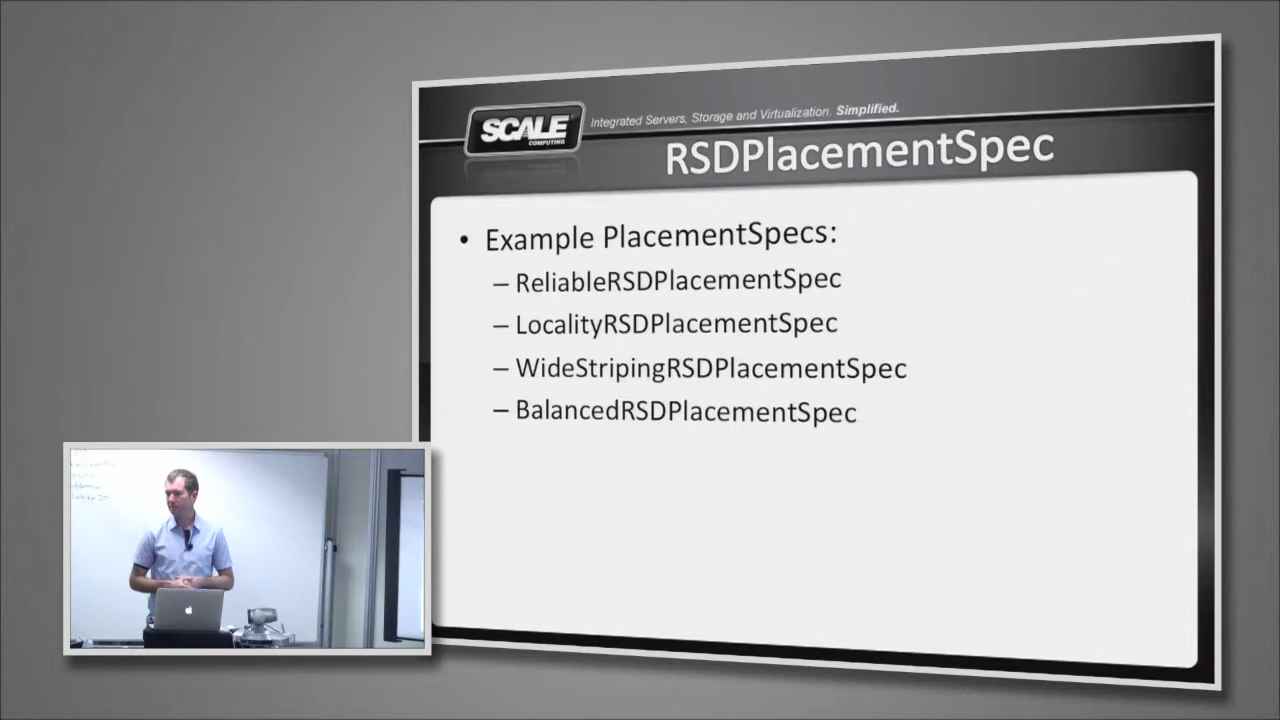 SCALE
COMPUTING
Integrated Servers, Storage and Virtualization. Simplified.
RSDPlacementSpec
• Example PlacementSpecs:
– ReliableRSDPlacementSpec
– LocalityRSDPlacementSpec
– WideStripingRSDPlacementSpec
– BalancedRSDPlacementSpec